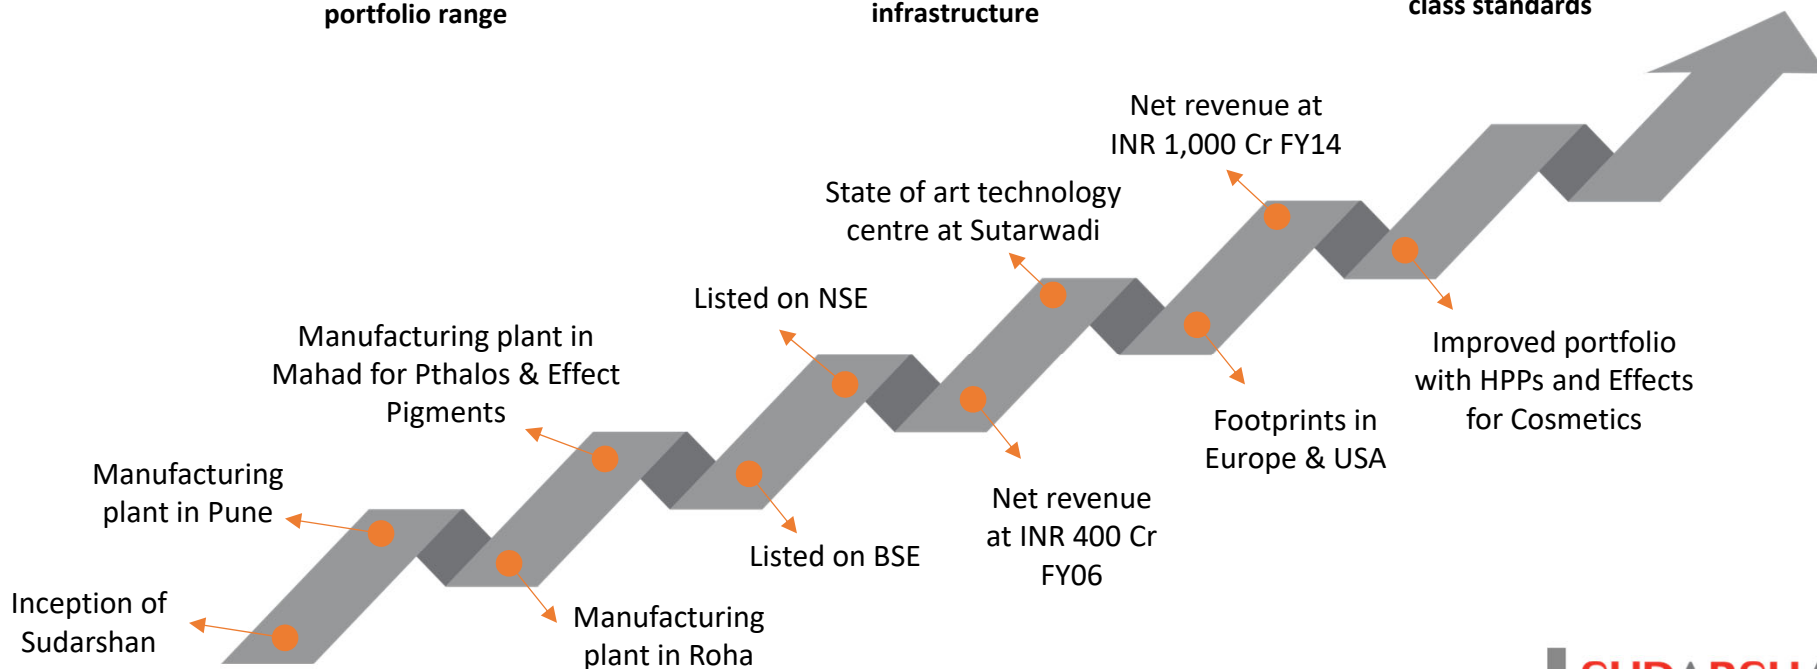 portfolio range
infrastructure
class standards
Net revenue at
INR 1,000 Cr FY14
State of art technology
centre at Sutarwadi
Listed on NSE
Manufacturing plant in
Mahad for Pthalos & Effect
Pigments
Improved portfolio
with HPPs and Effects
for Cosmetics
Footprints in
Europe & USA
Manufacturing
plant in Pune
Net revenue
at INR 400 Cr
FY06
Listed on BSE
Inception of
Sudarshan
Manufacturing
plant in Roha